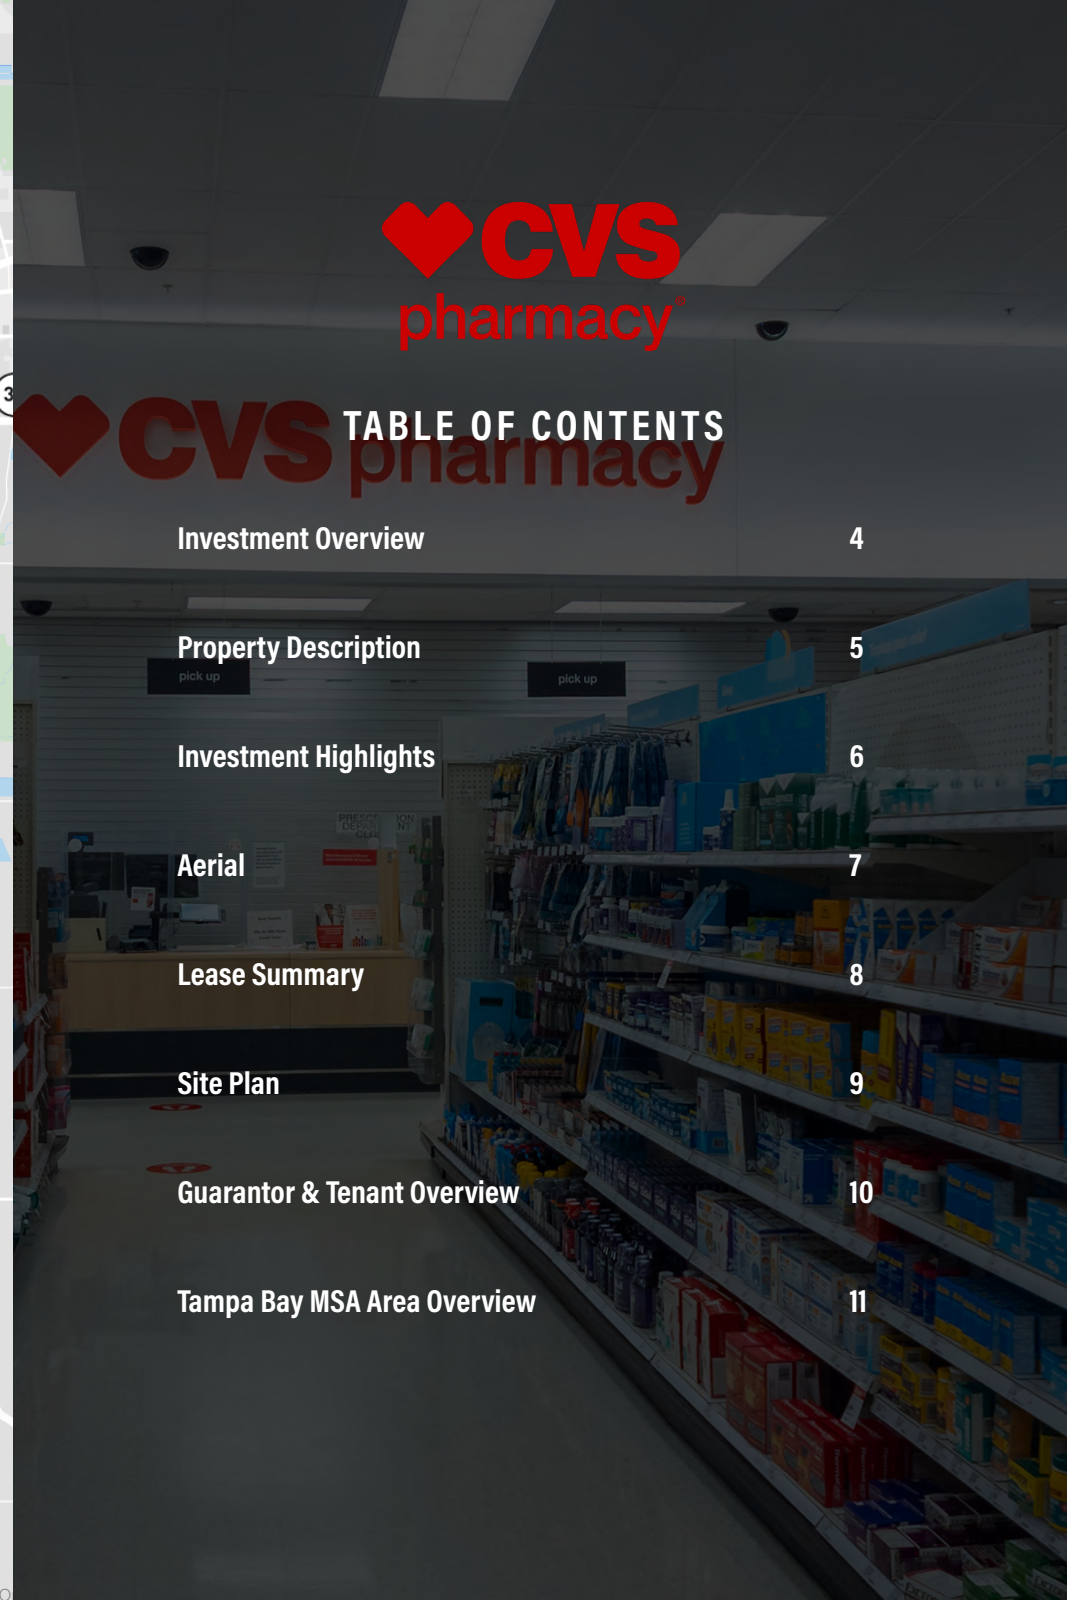 CVS
pharmacy®
TABLE OF CONTENTS
CVS pharmacy
Investment Overview 4
Property Description 5
pick up
pick up
Investment Highlights 6
Aerial 7
Lease Summary 8
Site Plan 9
Guarantor & Tenant Overview 10
Tampa Bay MSA Area Overview 11
3